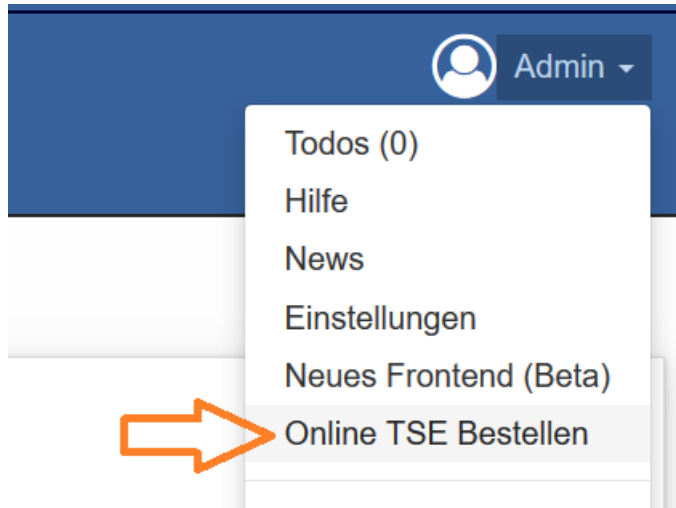 Admin
Todos (0)
Hilfe
News
Einstellungen
Neues Frontend (Beta)
Online TSE Bestellen